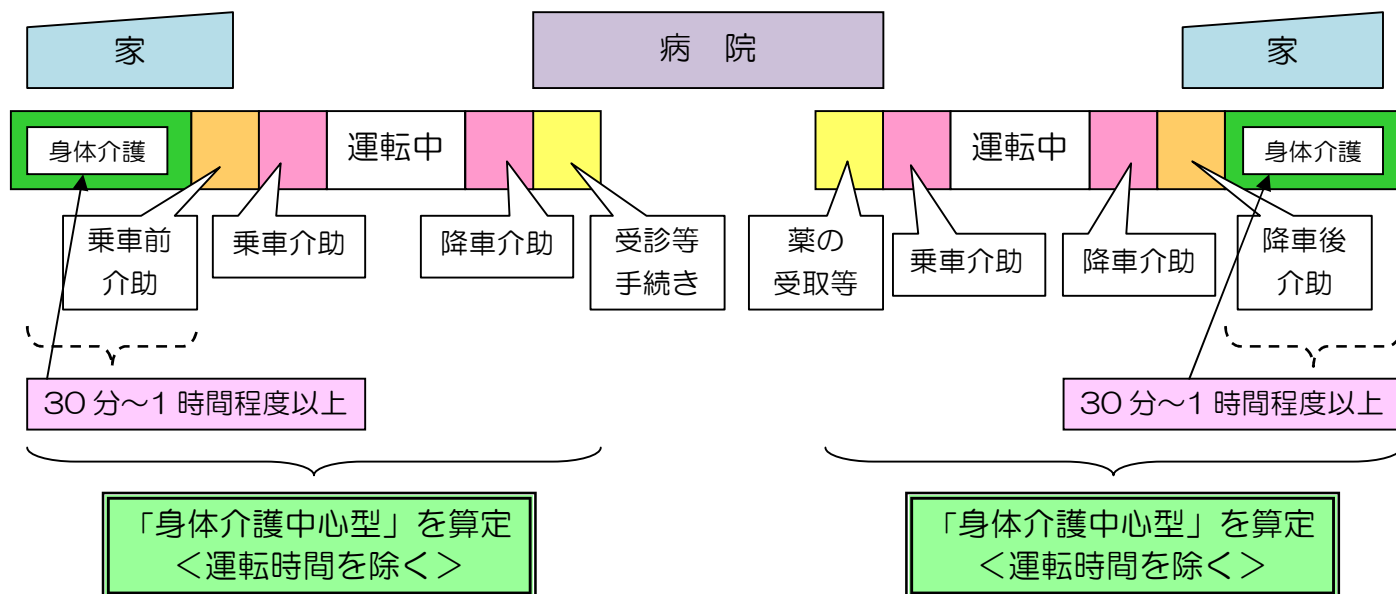 家
病 院
家
身体介護
運転中
運転中
身体介護
乗車前
介助
乗車介助
降車介助
受診等
手続き
薬の
受取等
乗車介助
降車介助
降車後
介助
30分～1時間程度以上
30分～1時間程度以上
「身体介護中心型」を算定
＜運転時間を除く＞
「身体介護中心型」を算定
＜運転時間を除く＞